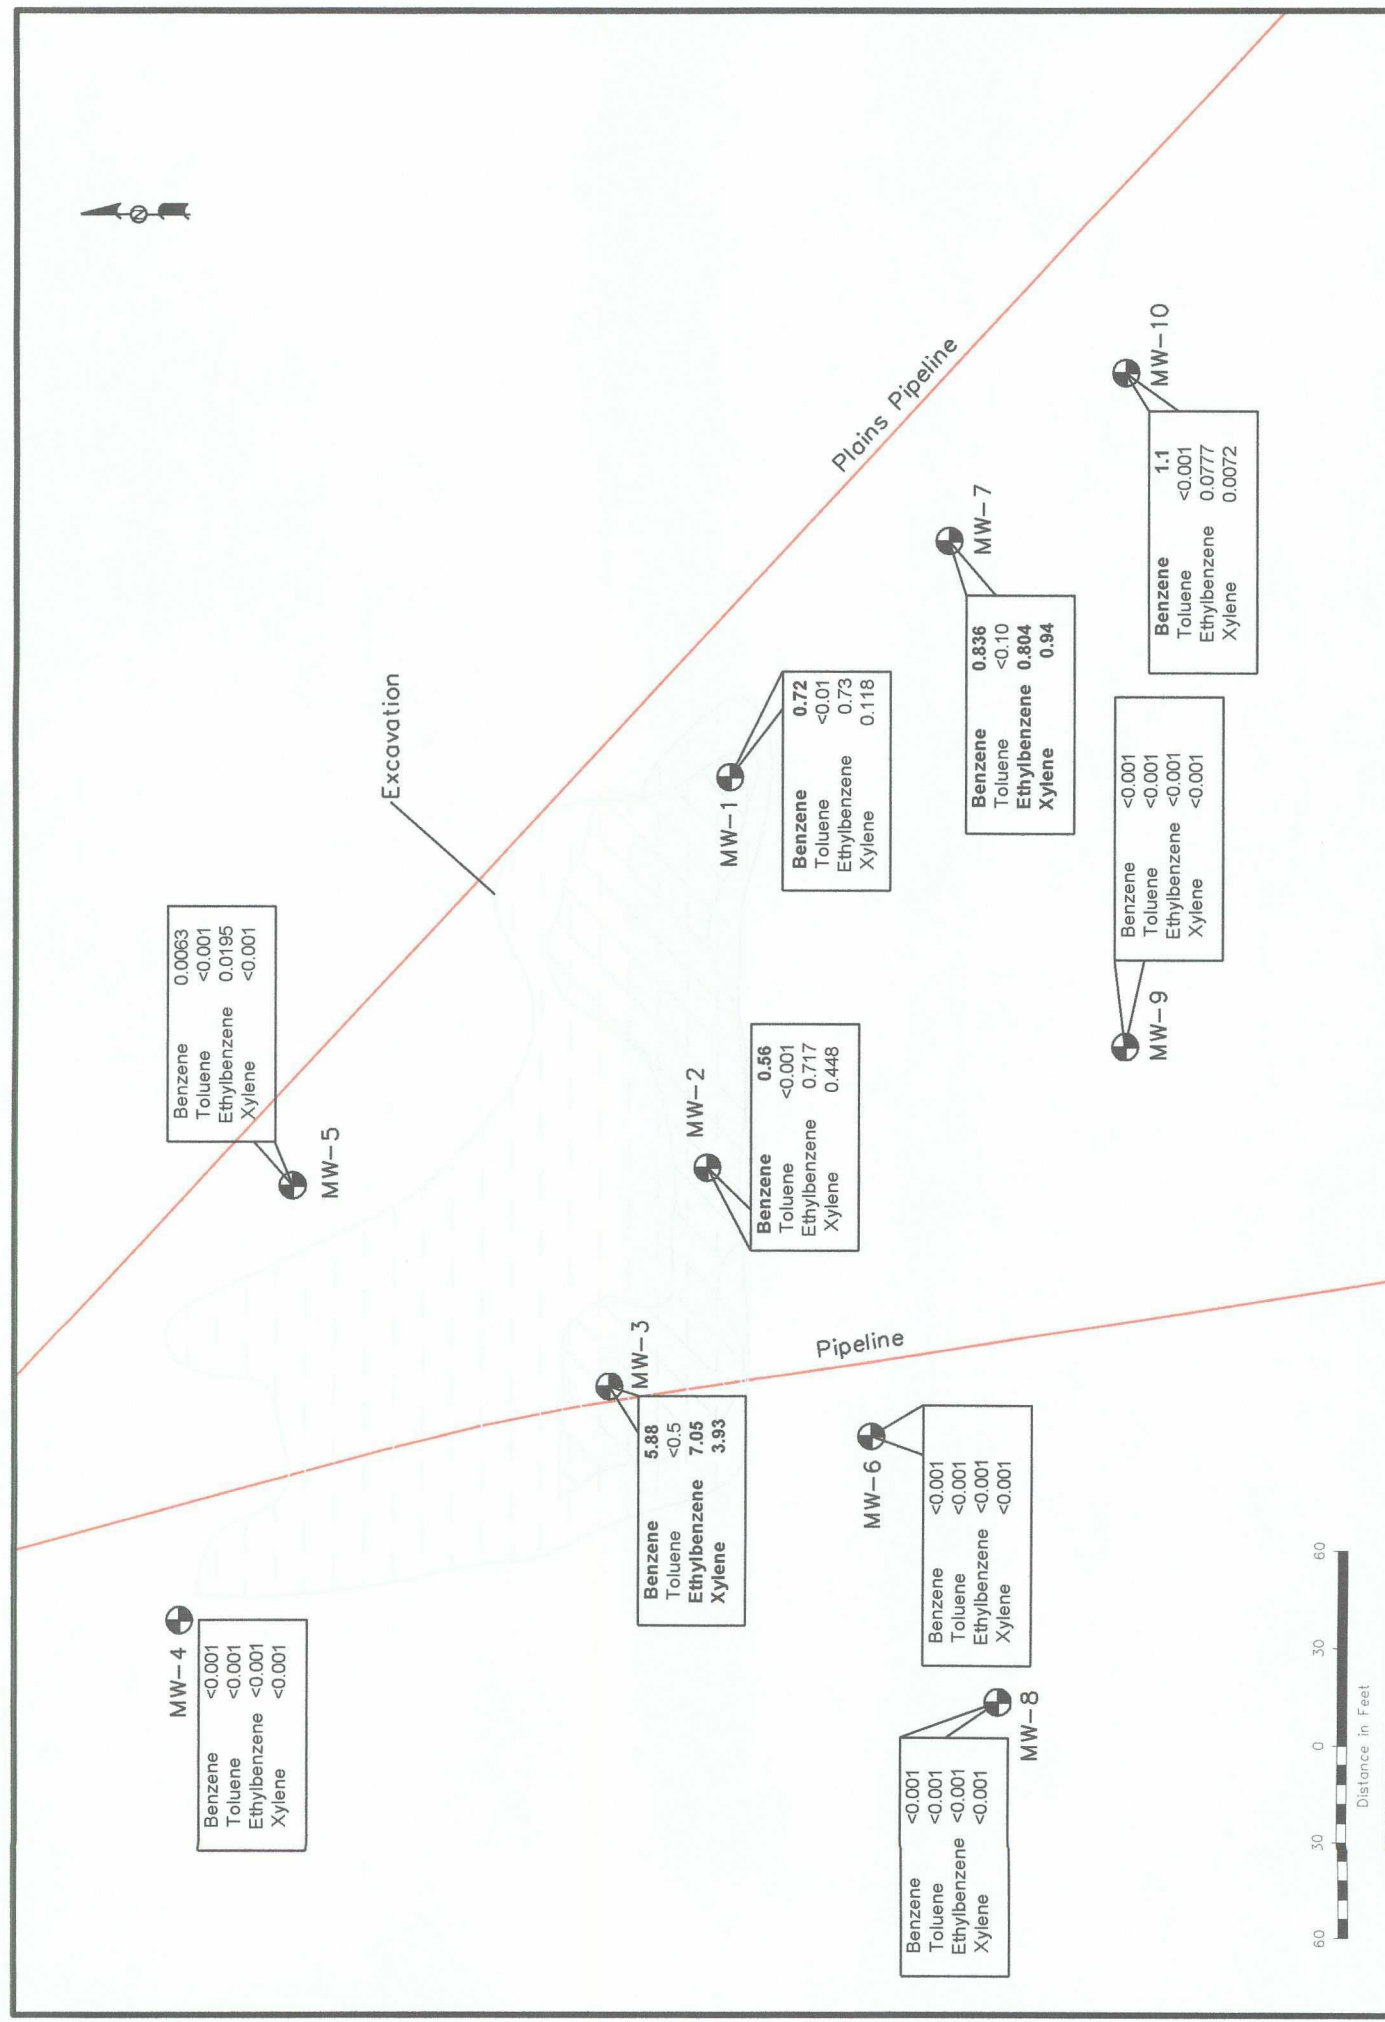 N
MW-4
Benzene <0.001
Toluene <0.001
Ethylbenzene <0.001
Xylene <0.001
Benzene 0.0063
Toluene <0.001
Ethylbenzene 0.0195
Xylene <0.001
MW-5
Excavation
MW-3
Benzene 5.88
Toluene <0.5
Ethylbenzene 7.05
Xylene 3.93
MW-2
Benzene 0.56
Toluene <0.001
Ethylbenzene 0.717
Xylene 0.448
MW-1
Benzene 0.72
Toluene <0.01
Ethylbenzene 0.73
Xylene 0.118
Plains Pipeline
Pipeline
MW-6
Benzene <0.001
Toluene <0.001
Ethylbenzene <0.001
Xylene <0.001
MW-8
Benzene <0.001
Toluene <0.001
Ethylbenzene <0.001
Xylene <0.001
MW-7
Benzene 0.836
Toluene <0.10
Ethylbenzene 0.804
Xylene 0.94
MW-9
Benzene <0.001
Toluene <0.001
Ethylbenzene <0.001
Xylene <0.001
MW-10
Benzene 1.1
Toluene <0.001
Ethylbenzene 0.0777
Xylene 0.0072
60 30 0 30 60
Distance in Feet